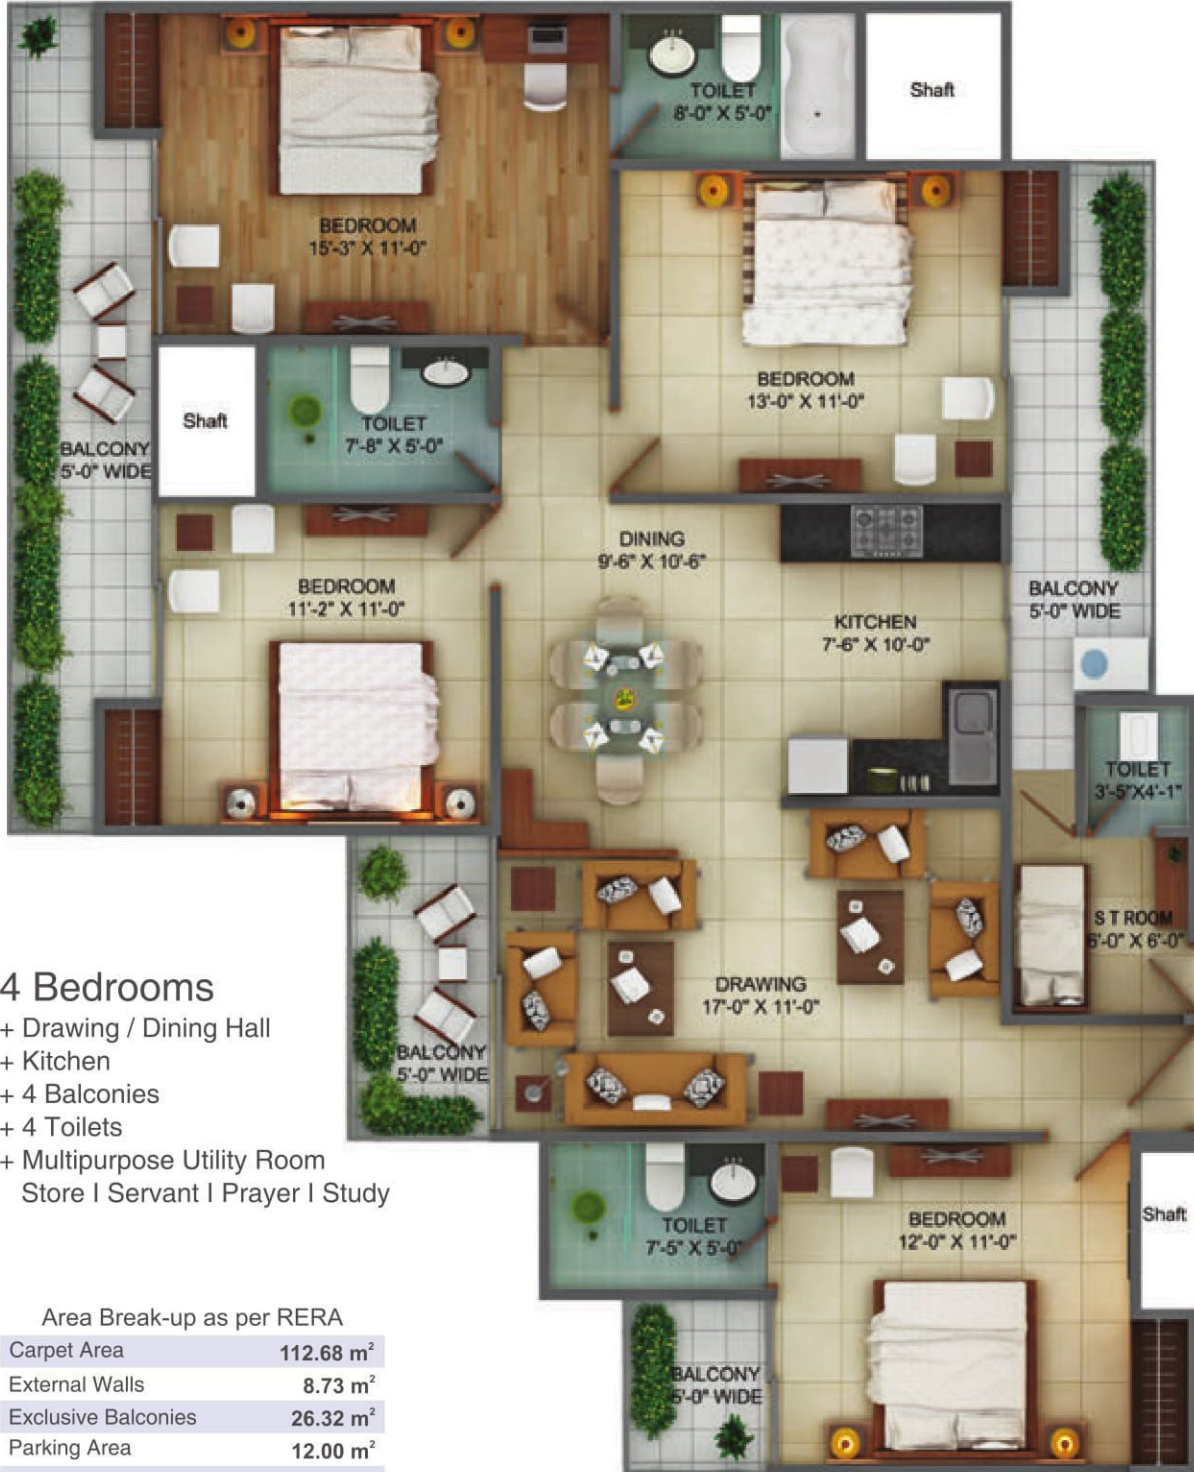 TOILET
8'-0" X 5'-0"
Shaft
BEDROOM
15'-3" X 11'-0"
BEDROOM
13'-0" X 11'-0"
Shaft
TOILET
7'-8" X 5'-0"
BALCONY
5'-0" WIDE
DINING
9'-6" X 10'-6"
BEDROOM
11'-2" X 11'-0"
BALCONY
5'-0" WIDE
KITCHEN
7'-6" X 10'-0"
TOILET
3'-5"X4'-1"
S T ROOM
6'-0" X 6'-0"
DRAWING
17'-0" X 11'-0"
BALCONY
5'-0" WIDE
4 Bedrooms
+ Drawing / Dining Hall
+ Kitchen
+ 4 Balconies
+ 4 Toilets
+ Multipurpose Utility Room
Store I Servant I Prayer I Study
TOILET
7'-5" X 5'-0"
BEDROOM
12'-0" X 11'-0"
Shaft
BALCONY
5'-0" WIDE
Area Break-up as per RERA
Carpet Area 112.68 m²
External Walls 8.73 m²
Exclusive Balconies 26.32 m²
Parking Area 12.00 m²